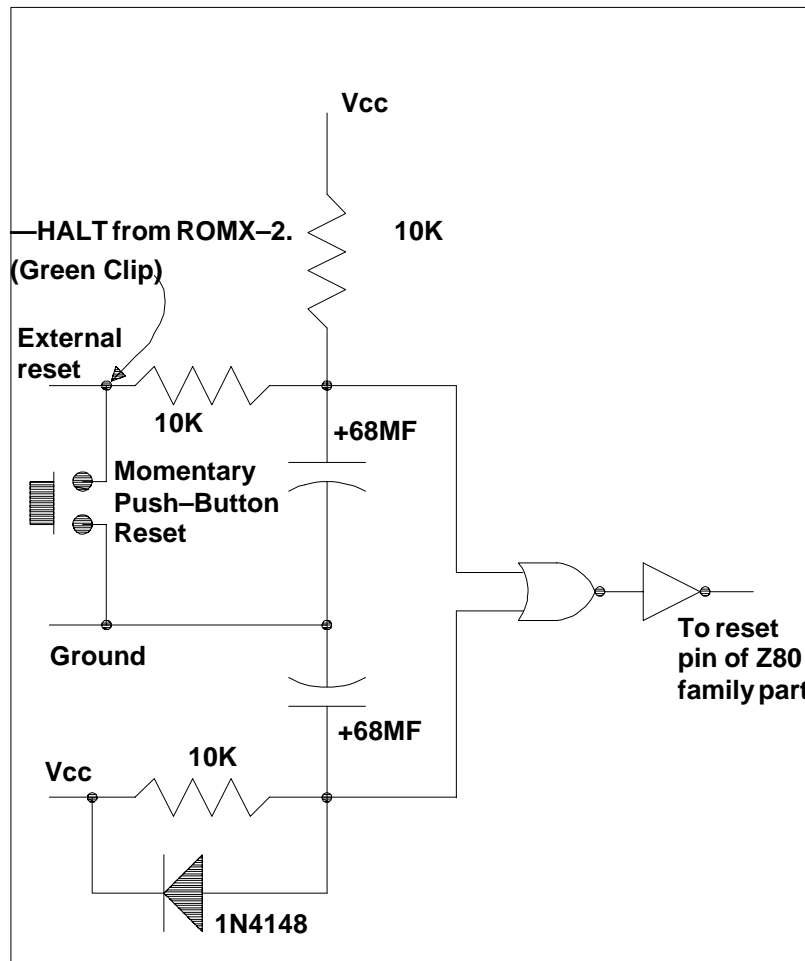 Vcc
—HALT from ROMX–2.
10K
(Green Clip)
External
reset
10K
+68MF
Momentary
Push–Button
Reset
Ground
To reset
pin of Z80
family part
+68MF
10K
Vcc
1N4148